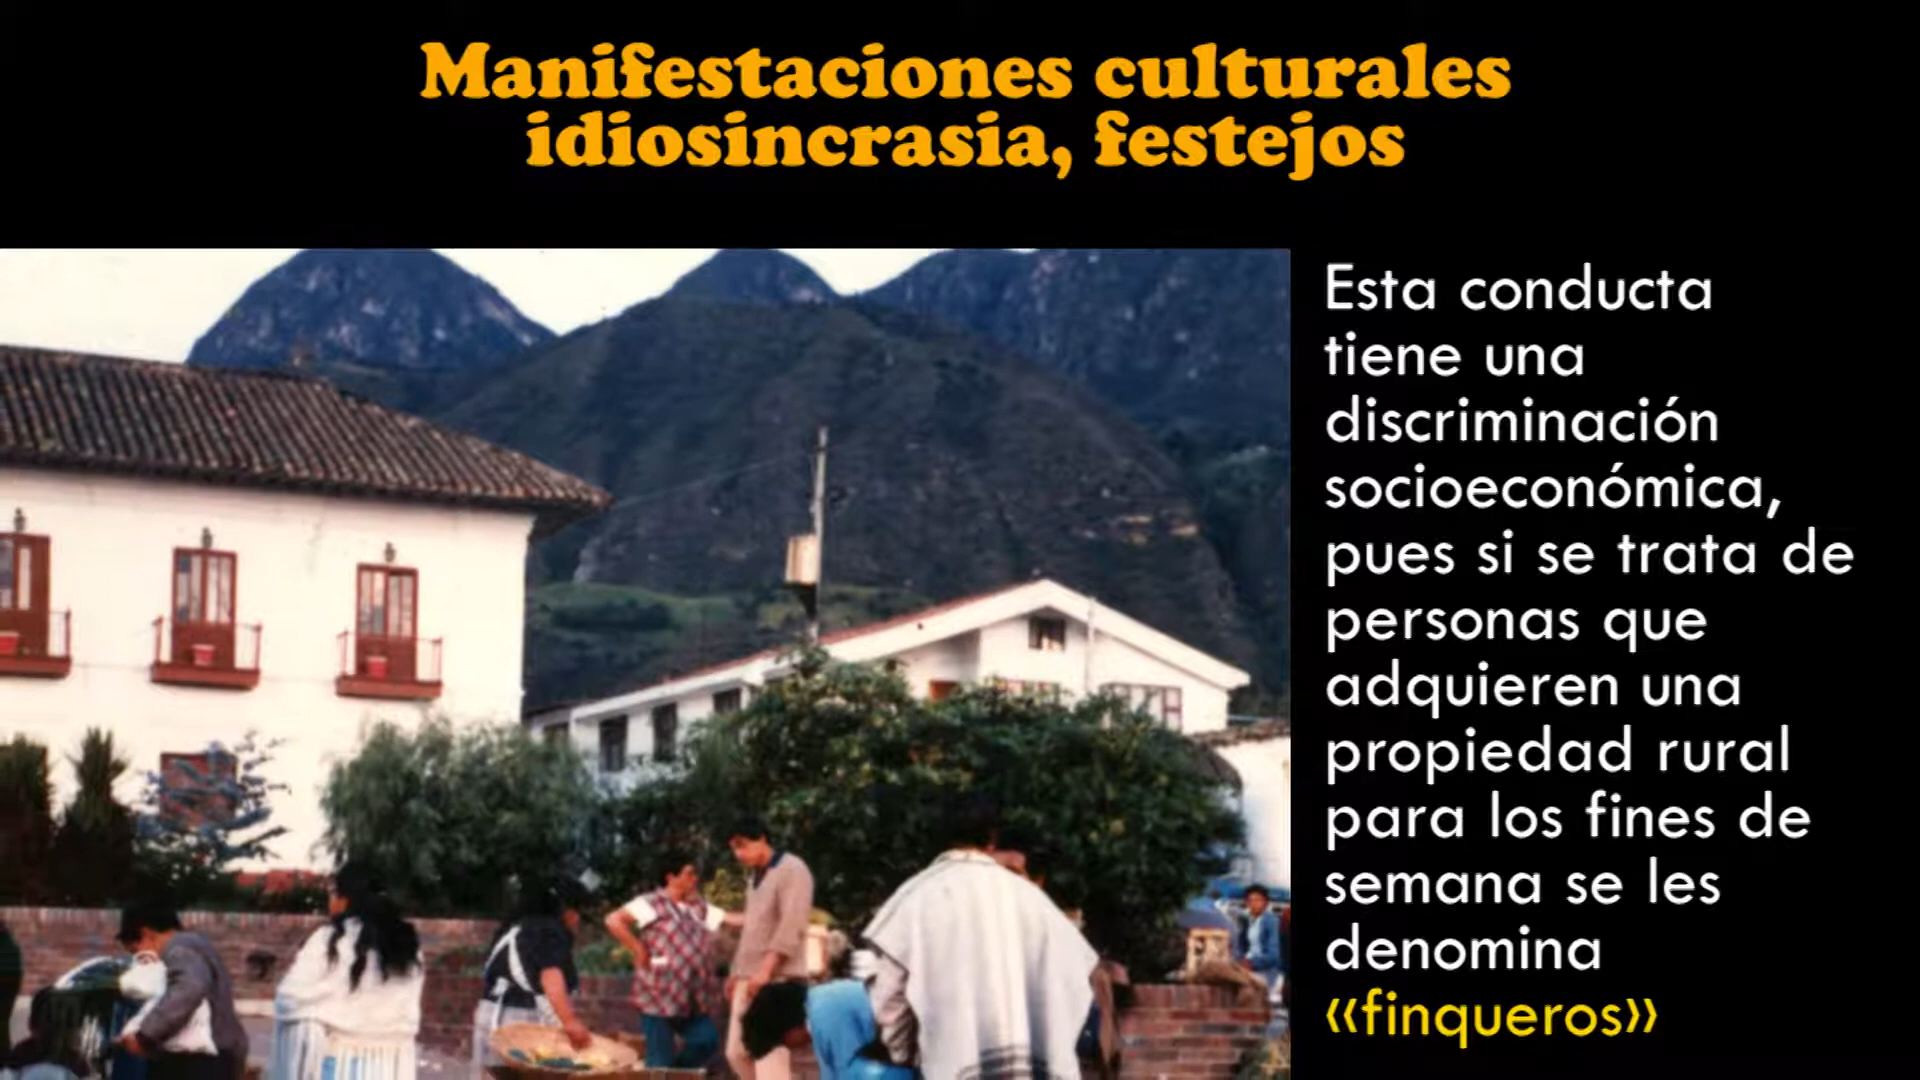 Manifestaciones culturales
idiosincrasia, festejos
Esta conducta
tiene una
discriminación
socioeconómica,
pues si se trata de
personas que
adquieren una
propiedad rural
para los fines de
semana se les
denomina
«finqueros»